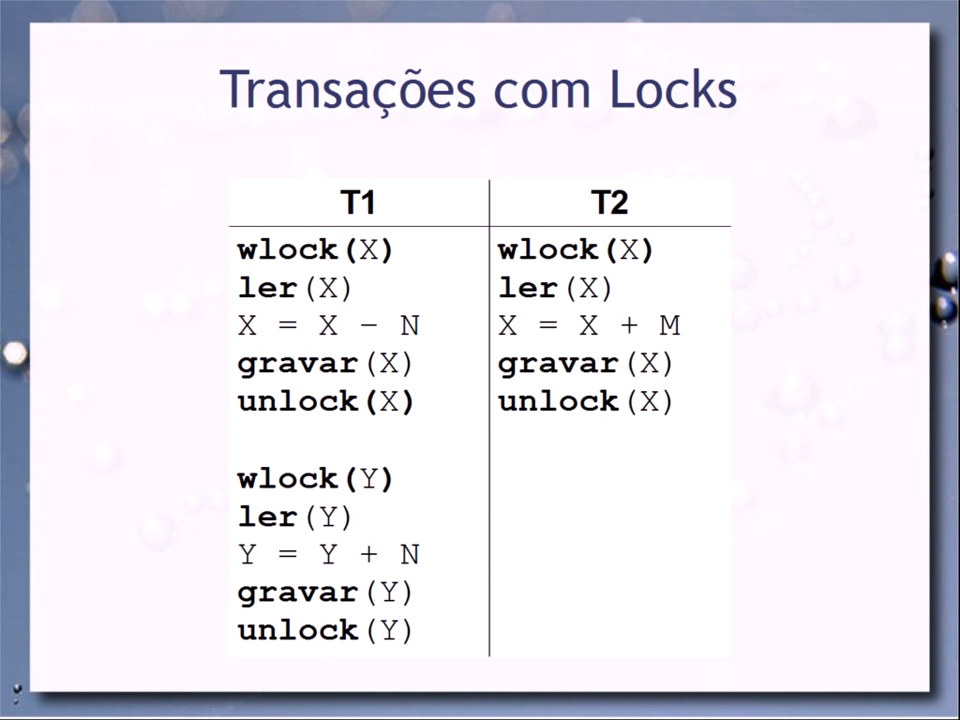 Transações com Locks
T1
wlock(X)
ler(X)
X = X – N
gravar(X)
unlock(X)
wlock(Y)
ler(Y)
Y = Y + N
gravar(Y)
unlock(Y)
T2
wlock(X)
ler(X)
X = X + M
gravar(X)
unlock(X)